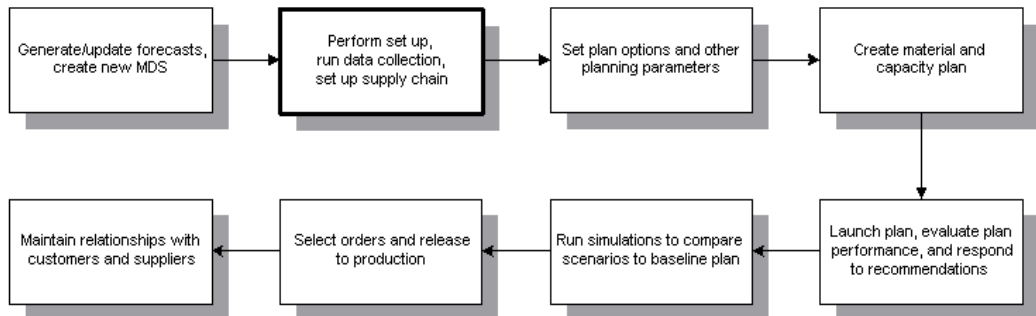 Generate/update forecasts,
create new MDS
Perform set up,
run data collection,
set up supply chain
Set plan options and other
planning parameters
Create material and
capacity plan
Launch plan, evaluate plan
performance, and respond
to recommendations
Run simulations to compare
scenarios to baseline plan
Select orders and release
to production
Maintain relationships with
customers and suppliers